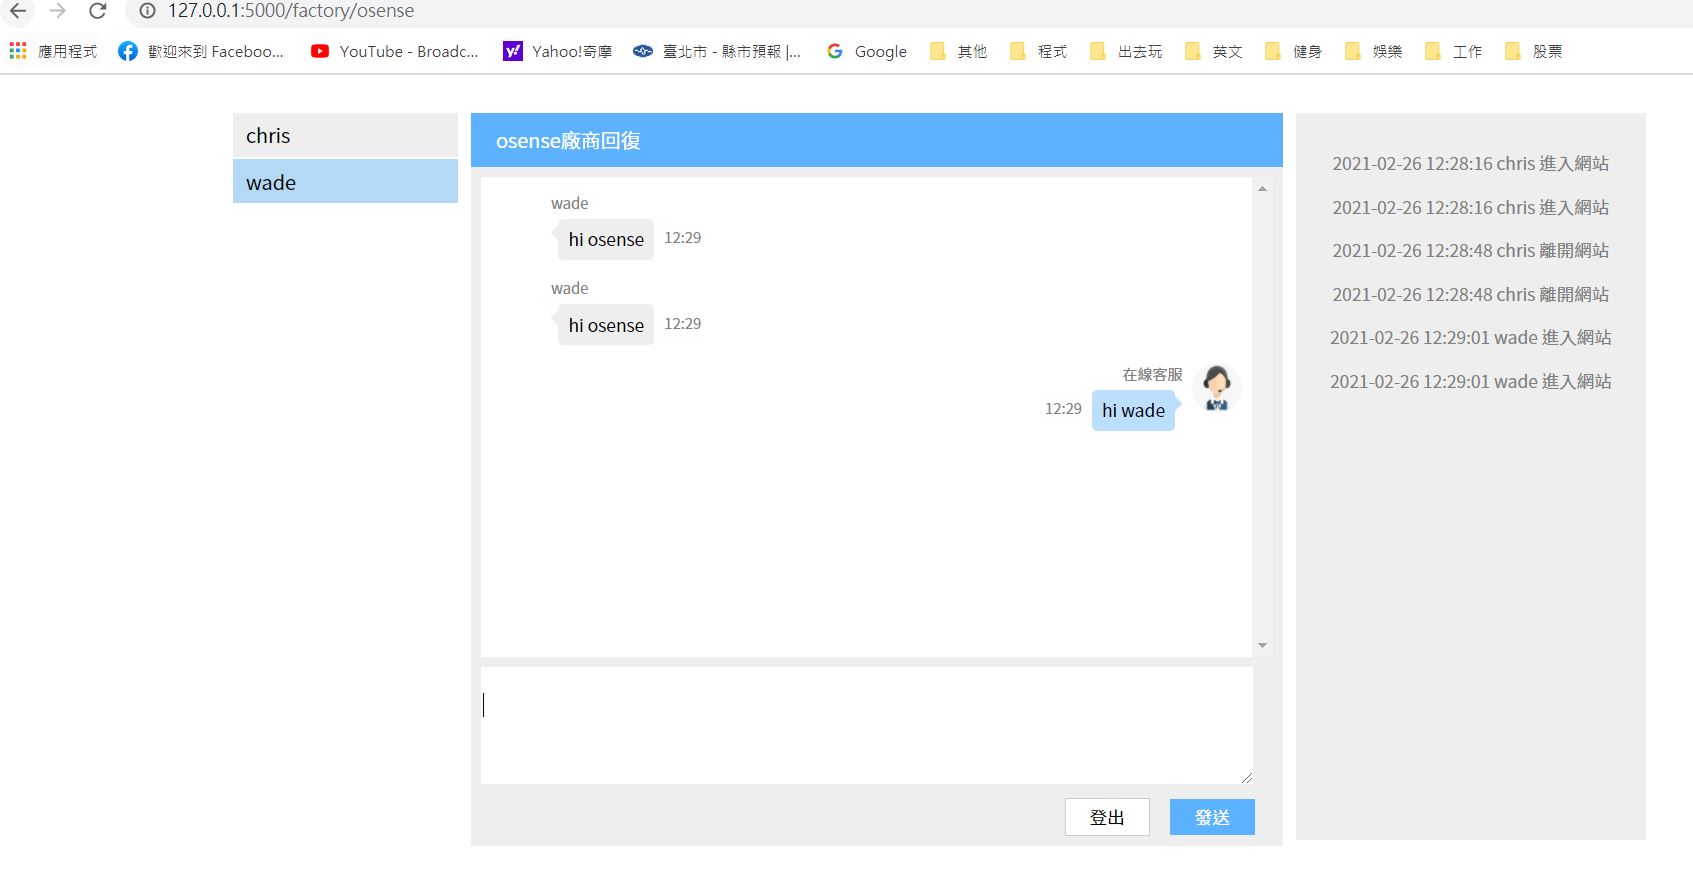 127.0.0.1:5000/factory/osense
應用程式 歡迎來到 Faceboo... YouTube - Broadc... Yahoo!奇摩 臺北市 - 縣市預報 |... Google 其他 程式 出去玩 英文 健身 娛樂 工作 股票
chris
wade
osense廠商回復
wade
hi osense 12:29
wade
hi osense 12:29
在線客服
12:29 hi wade
登出 發送
2021-02-26 12:28:16 chris 進入網站
2021-02-26 12:28:16 chris 進入網站
2021-02-26 12:28:48 chris 離開網站
2021-02-26 12:28:48 chris 離開網站
2021-02-26 12:29:01 wade 進入網站
2021-02-26 12:29:01 wade 進入網站